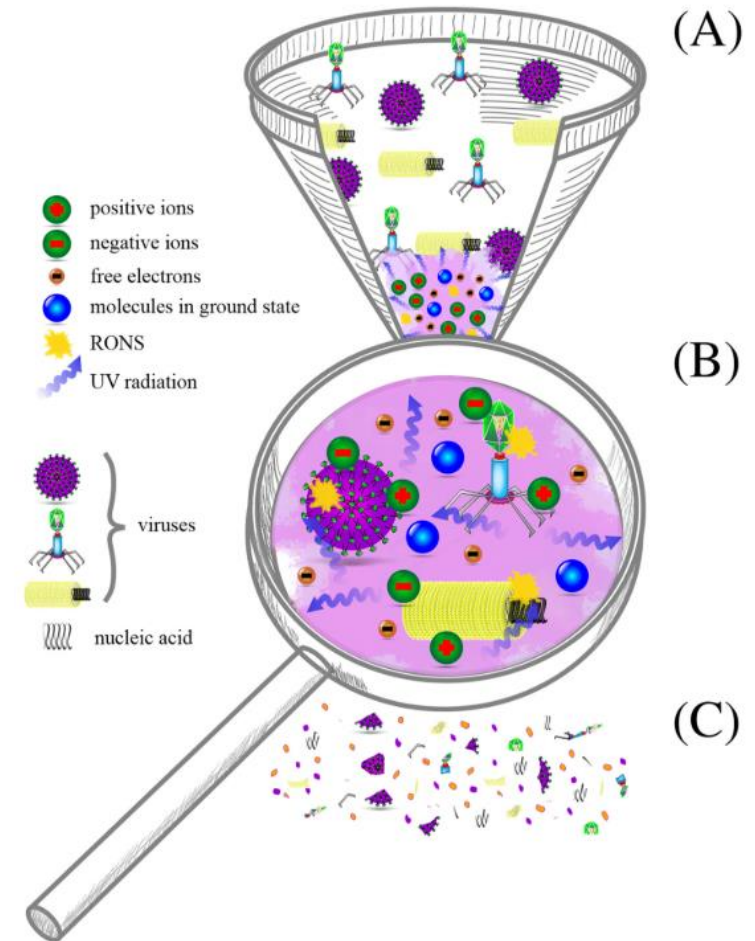 (A)
positive ions
negative ions
free electrons
molecules in ground state
RONS
UV radiation
(B)
viruses
nucleic acid
(C)